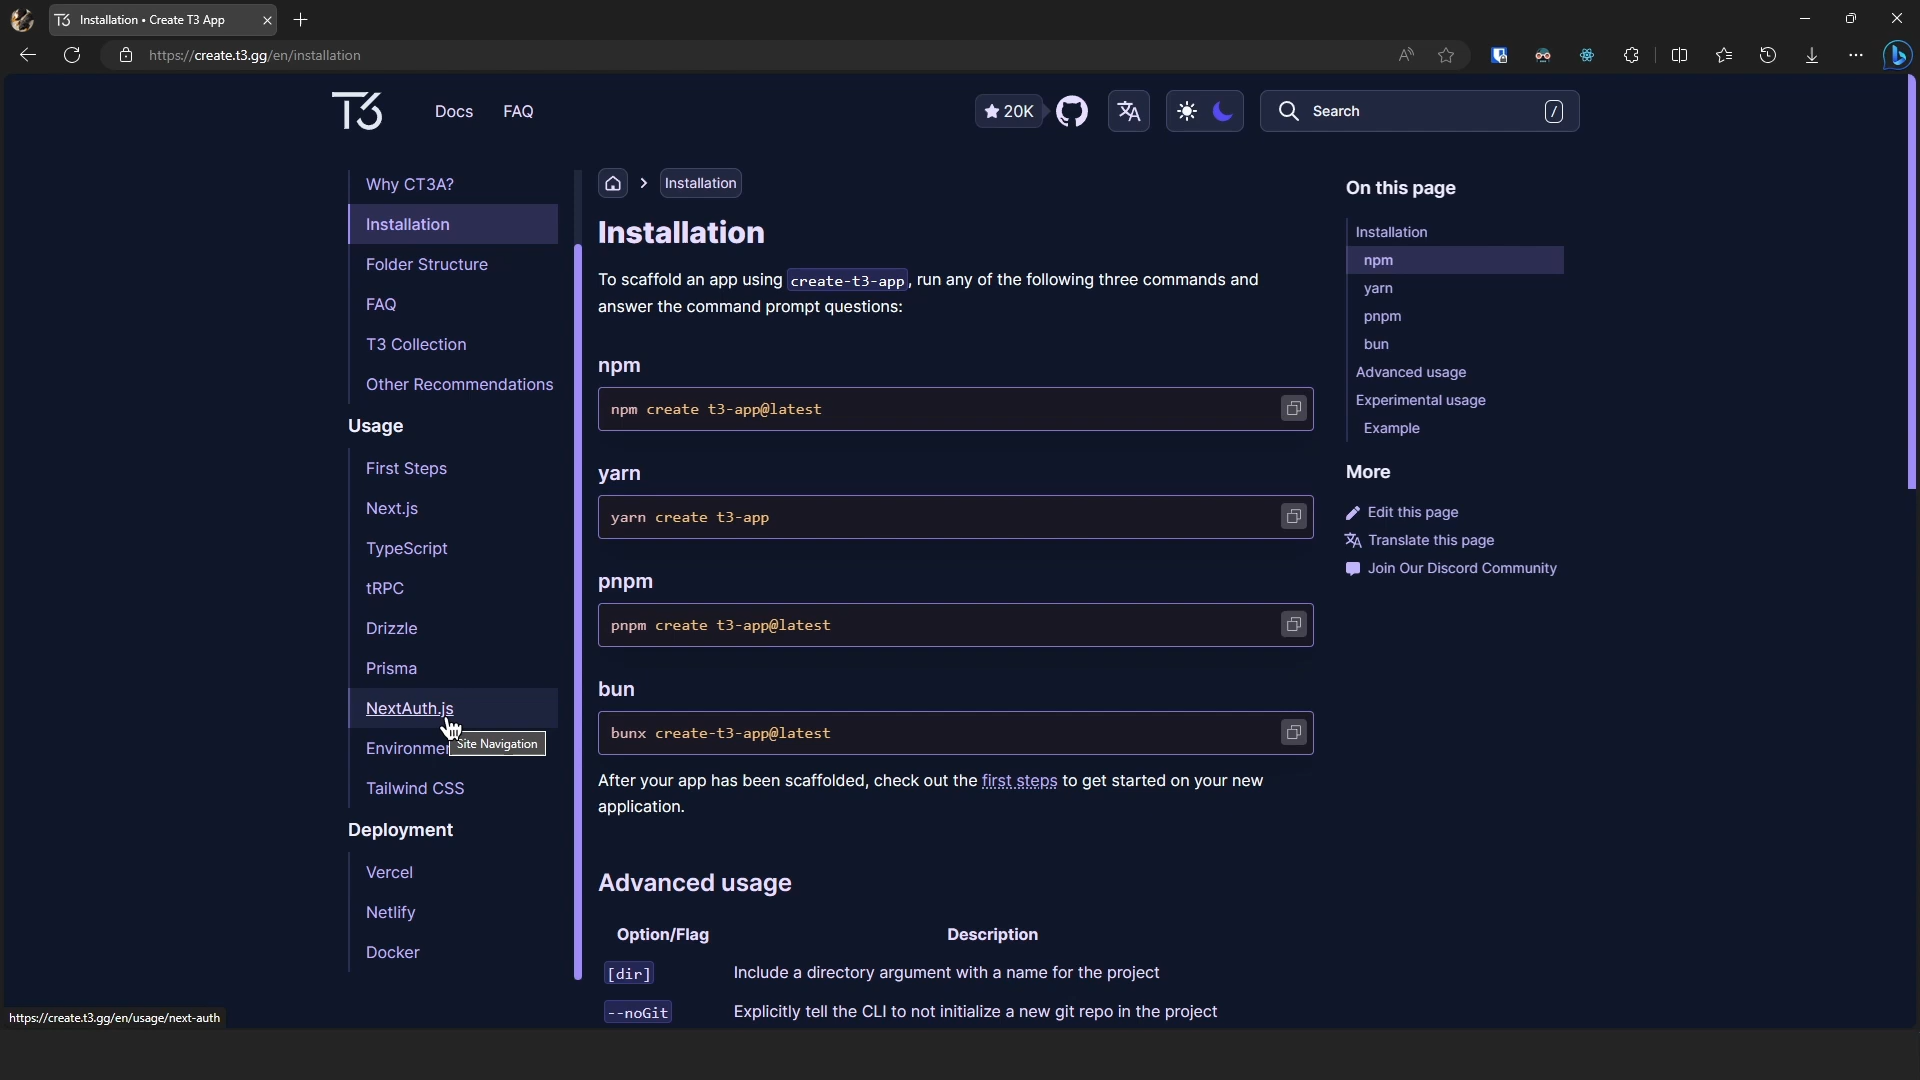 Installation • Create T3 App
https://create.t3.gg/en/installation
T3
Docs
FAQ
20K
Search
/
Why CT3A?
Installation
Folder Structure
FAQ
T3 Collection
Other Recommendations
Usage
First Steps
Next.js
TypeScript
tRPC
Drizzle
Prisma
NextAuth.js
Environmen
Site Navigation
Tailwind CSS
Deployment
Vercel
Netlify
Docker
Installation
Installation
To scaffold an app using create-t3-app, run any of the following three commands and
answer the command prompt questions:
npm
npm create t3-app@latest
yarn
yarn create t3-app
pnpm
pnpm create t3-app@latest
bun
bunx create-t3-app@latest
After your app has been scaffolded, check out the first steps to get started on your new
application.
Advanced usage
Option/Flag Description
[dir] Include a directory argument with a name for the project
--noGit Explicitly tell the CLI to not initialize a new git repo in the project
On this page
Installation
npm
yarn
pnpm
bun
Advanced usage
Experimental usage
Example
More
Edit this page
Translate this page
Join Our Discord Community
https://create.t3.gg/en/usage/next-auth